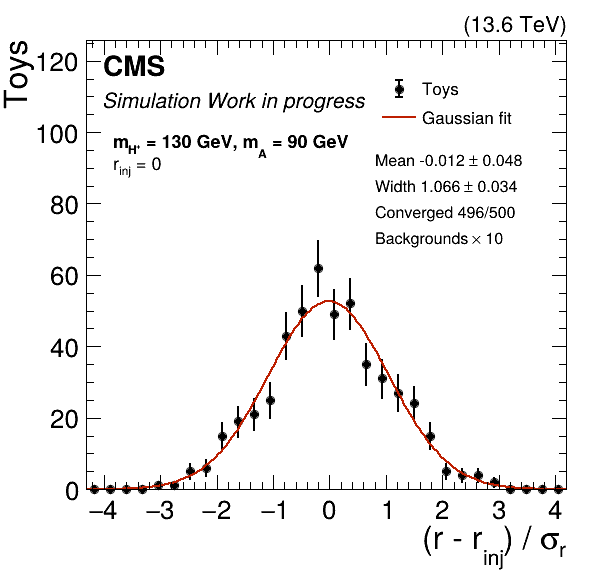 (13.6 TeV)
Toys
CMS
Simulation Work in progress
m_H⁺ = 130 GeV, m_A = 90 GeV
r_inj = 0
Toys
Gaussian fit
Mean -0.012 ± 0.048
Width 1.066 ± 0.034
Converged 496/500
Backgrounds × 10
120
100
80
60
40
20
0
−4 −3 −2 −1 0 1 2 3 4
(r - r_inj) / σ_r